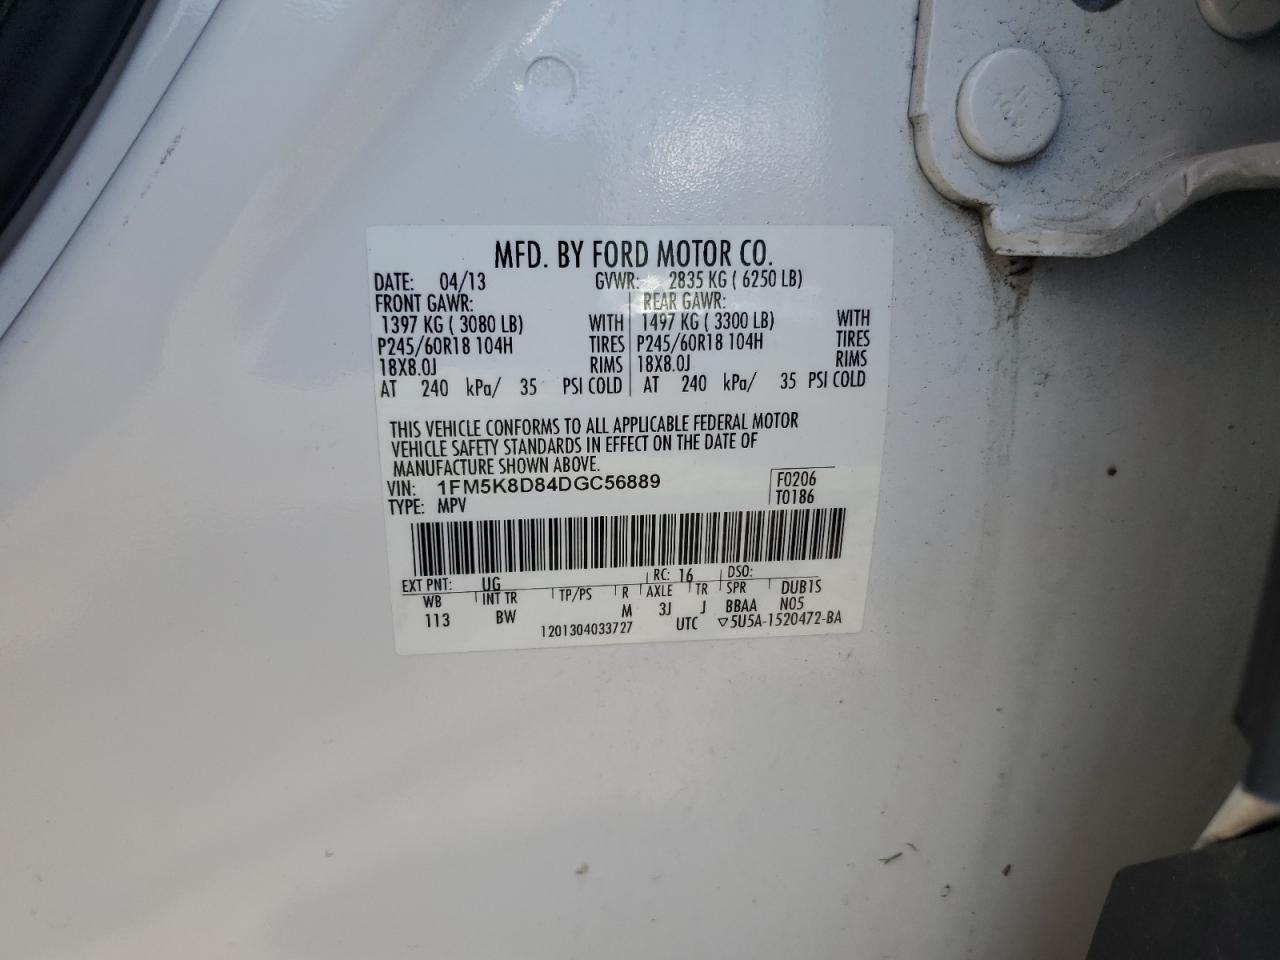 MFD. BY FORD MOTOR CO.
DATE: 04/13 GVWR: 2835 KG ( 6250 LB)
FRONT GAWR: REAR GAWR:
1397 KG ( 3080 LB) WITH 1497 KG ( 3300 LB) WITH
P245/60R18 104H TIRES P245/60R18 104H TIRES
18X8.0J RIMS 18X8.0J RIMS
AT 240 kPa/ 35 PSI COLD AT 240 kPa/ 35 PSI COLD
THIS VEHICLE CONFORMS TO ALL APPLICABLE FEDERAL MOTOR
VEHICLE SAFETY STANDARDS IN EFFECT ON THE DATE OF
MANUFACTURE SHOWN ABOVE.
VIN: 1FM5K8D84DGC56889 F0206
TYPE: MPV T0186
EXT PNT: UG RC: 16 DSO:
WB INT TR TP/PS R AXLE TR SPR DUB1S
113 BW M 3J J BBAA N05
1201304033727 UTC ▽5U5A-1520472-BA